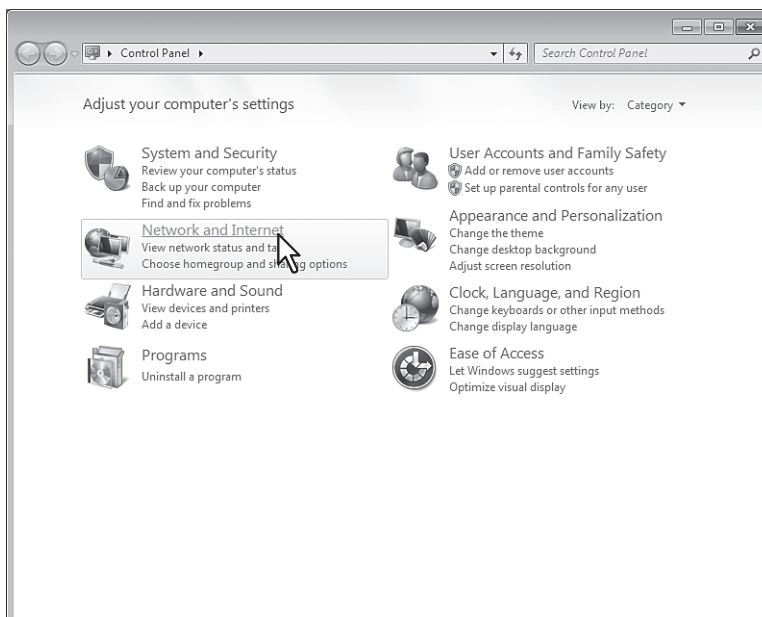 Control Panel
Search Control Panel
Adjust your computer's settings
View by: Category
System and Security
Review your computer's status
Back up your computer
Find and fix problems
Network and Internet
View network status and ta
Choose homegroup and sharing options
Hardware and Sound
View devices and printers
Add a device
Programs
Uninstall a program
User Accounts and Family Safety
Add or remove user accounts
Set up parental controls for any user
Appearance and Personalization
Change the theme
Change desktop background
Adjust screen resolution
Clock, Language, and Region
Change keyboards or other input methods
Change display language
Ease of Access
Let Windows suggest settings
Optimize visual display